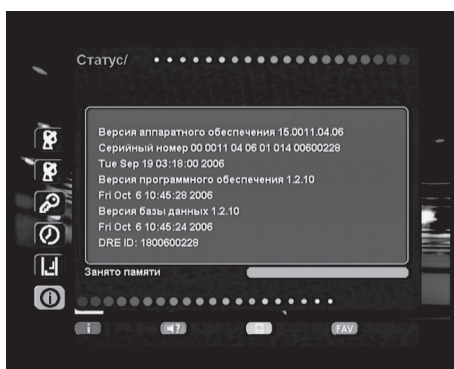 Статус/
Версия аппаратного обеспечения 15.0011.04.06
Серийный номер 00 0011 04 06 01 014 00600228
Tue Sep 19 03:18:00 2006
Версия программного обеспечения 1.2.10
Fri Oct 6 10:45:28 2006
Версия базы данных 1.2.10
Fri Oct 6 10:45:24 2006
DRE ID: 1800600228
Занято памяти
i ? FAV